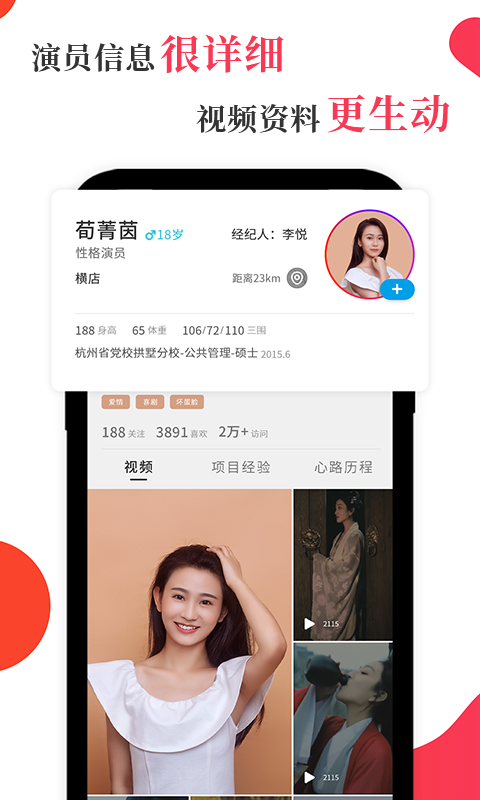 演员信息很详细
视频资料更生动
荀菁茵 ♂18岁 经纪人：李悦
性格演员
横店 距离23km
188 身高 65 体重 106/72/110 三围
杭州省党校拱墅分校-公共管理-硕士 2015.6
爱情 喜剧 坏蛋脸
188 关注 3891 喜欢 2万+ 访问
视频 项目经验 心路历程
2115
2115